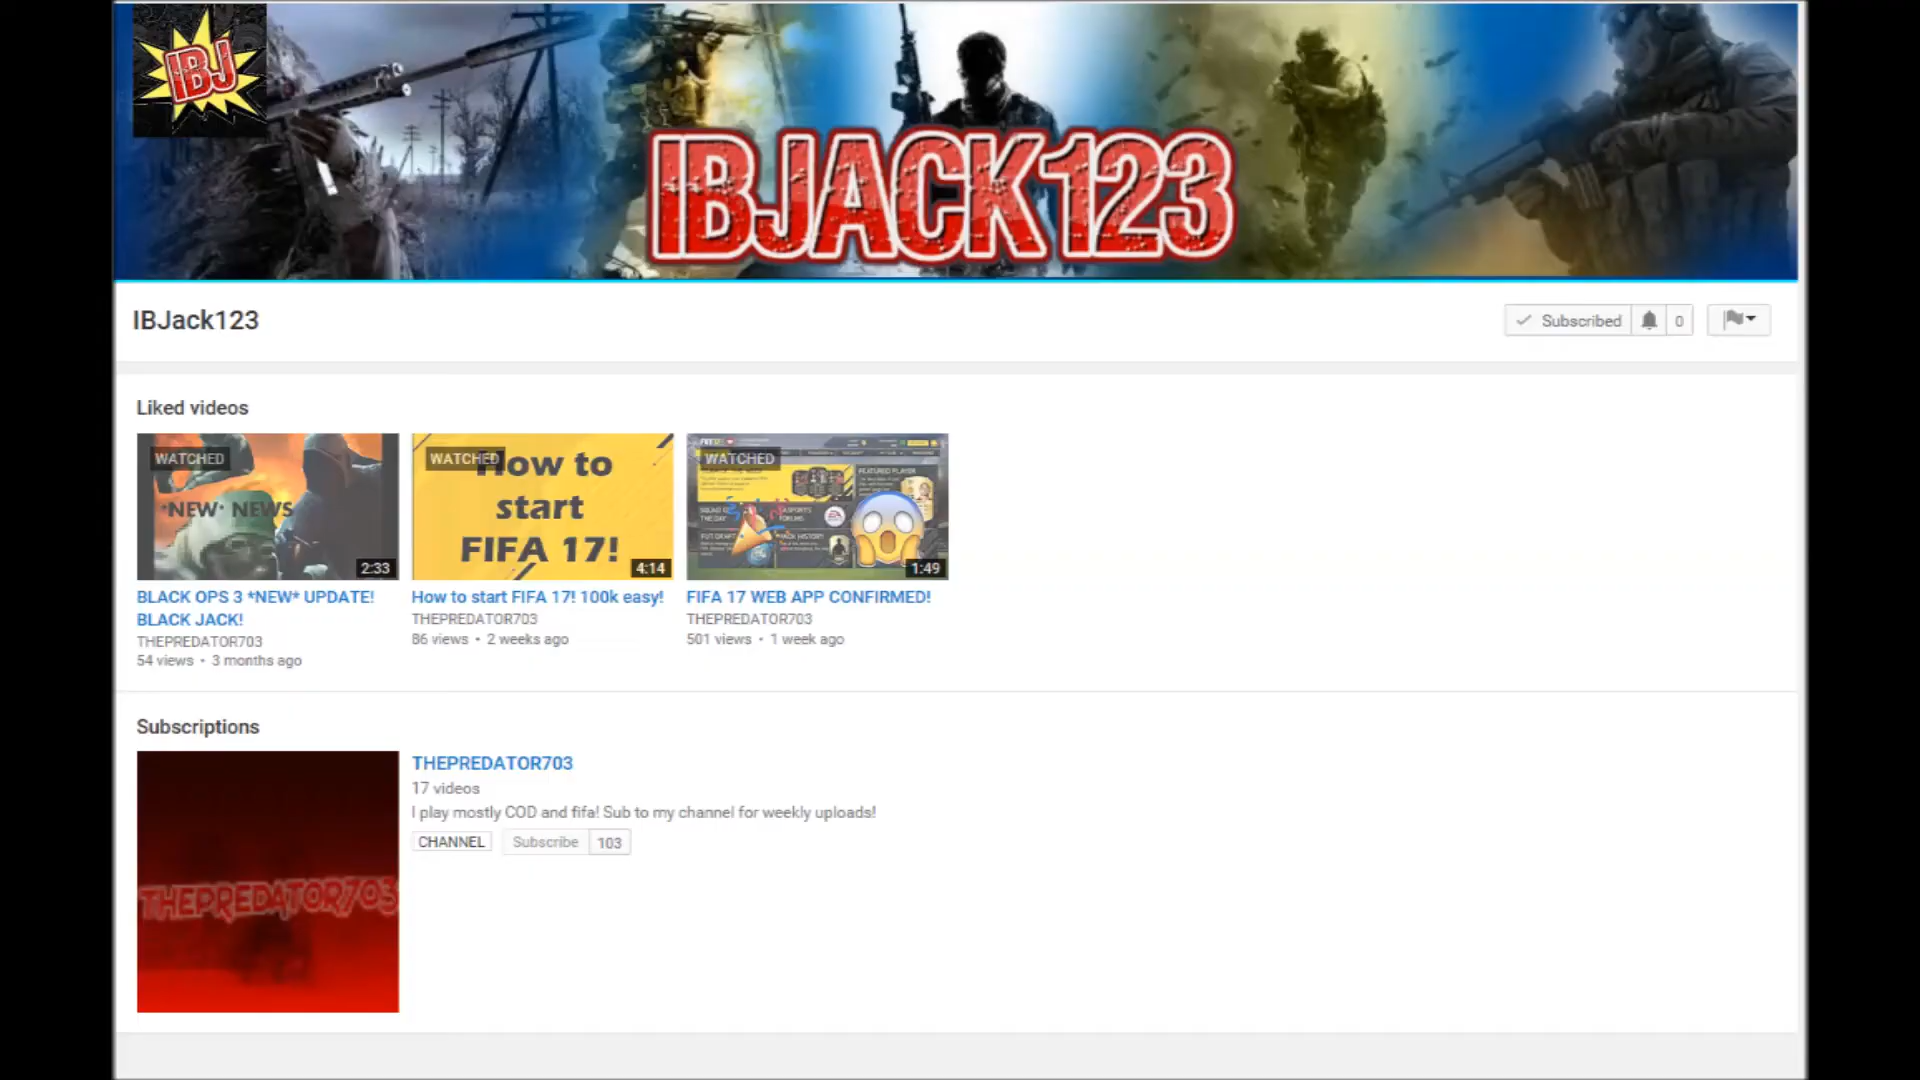 IBJ
IBJACK123
IBJack123
Subscribed
0
Liked videos
WATCHED
*NEW* NEWS
2:33
WATCHED
How to
start
FIFA 17!
4:14
WATCHED
FEATURED PLAYER
FUT DRAFT
1:49
BLACK OPS 3 *NEW* UPDATE!
BLACK JACK!
THEPREDATOR703
54 views • 3 months ago
How to start FIFA 17! 100k easy!
THEPREDATOR703
86 views • 2 weeks ago
FIFA 17 WEB APP CONFIRMED!
THEPREDATOR703
501 views • 1 week ago
Subscriptions
THEPREDATOR703
THEPREDATOR703
17 videos
I play mostly COD and fifa! Sub to my channel for weekly uploads!
CHANNEL
Subscribe
103